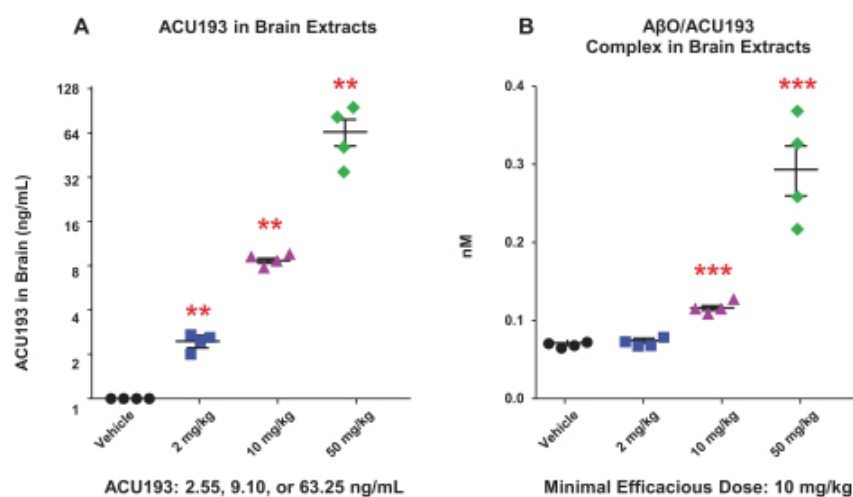 A
ACU193 in Brain Extracts
**
**
**
128
64
32
16
8
4
2
1
ACU193 in Brain (ng/mL)
Vehicle
2 mg/kg
10 mg/kg
50 mg/kg
ACU193: 2.55, 9.10, or 63.25 ng/mL
B
AβO/ACU193
Complex in Brain Extracts
***
***
0.4
0.3
0.2
0.1
0.0
nM
Vehicle
2 mg/kg
10 mg/kg
50 mg/kg
Minimal Efficacious Dose: 10 mg/kg